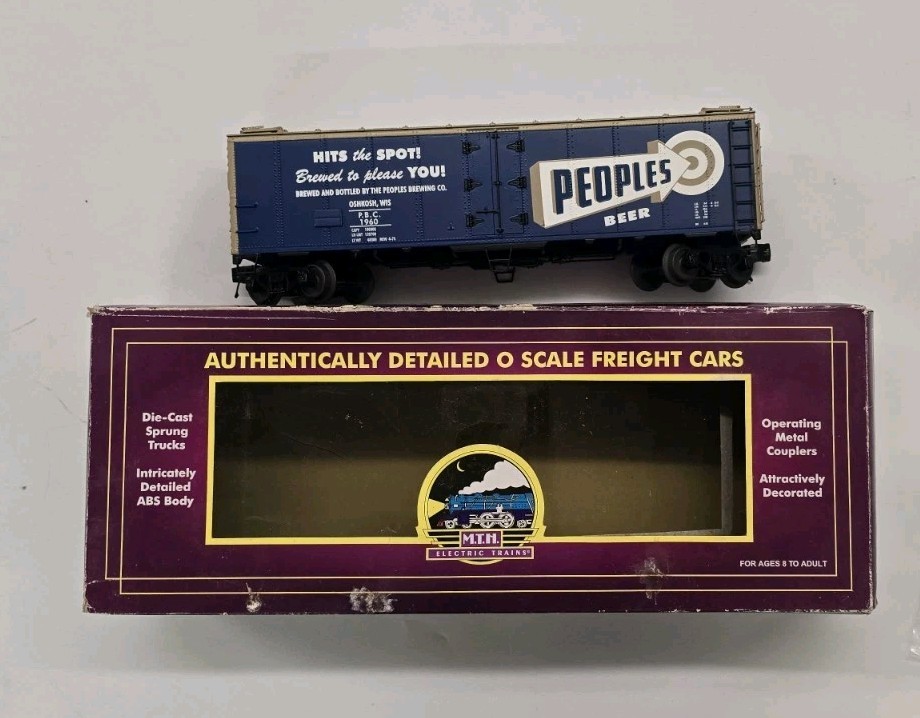 HITS the SPOT!
Brewed to please YOU!
BREWED AND BOTTLED BY THE PEOPLES BREWING CO.
OSHKOSH, WIS
P.B.C.
1960
PEOPLES
BEER
AUTHENTICALLY DETAILED O SCALE FREIGHT CARS
Die-Cast
Sprung
Trucks
Intricately
Detailed
ABS Body
Operating
Metal
Couplers
Attractively
Decorated
M.T.H.
ELECTRIC TRAINS®
FOR AGES 8 TO ADULT